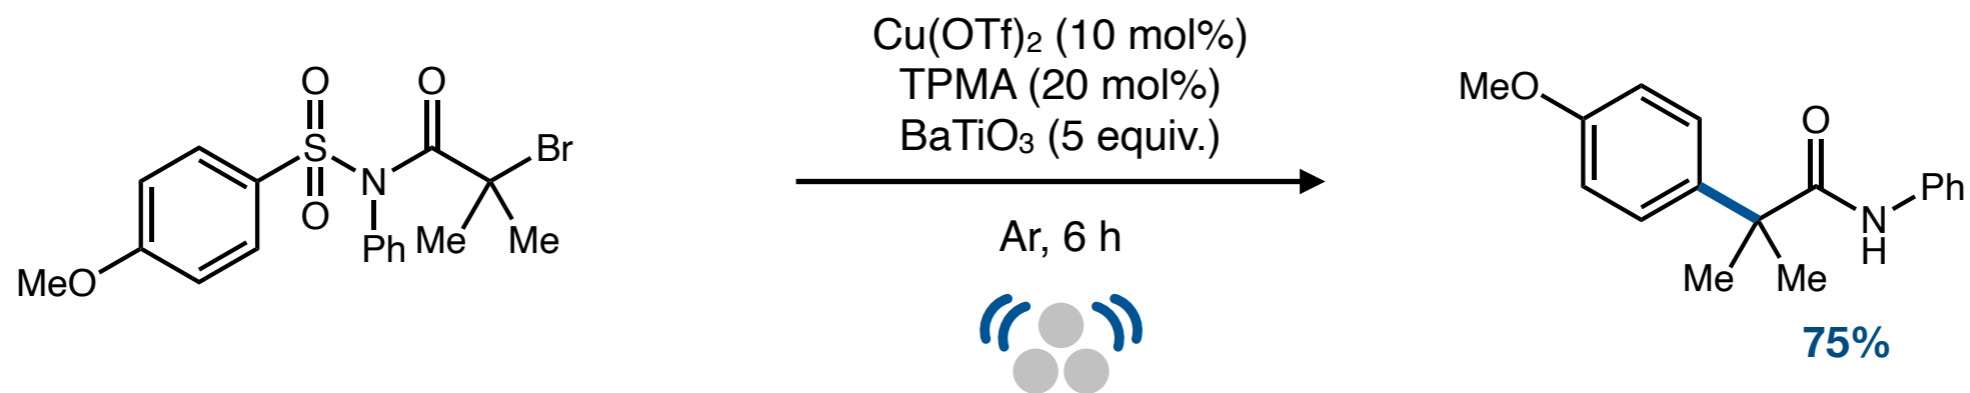 Cu(OTf)₂ (10 mol%)
TPMA (20 mol%)
BaTiO₃ (5 equiv.)
Ar, 6 h
O
O
S
O
N
Br
Ph
Me
Me
MeO
MeO
O
N
H
Ph
Me
Me
75%